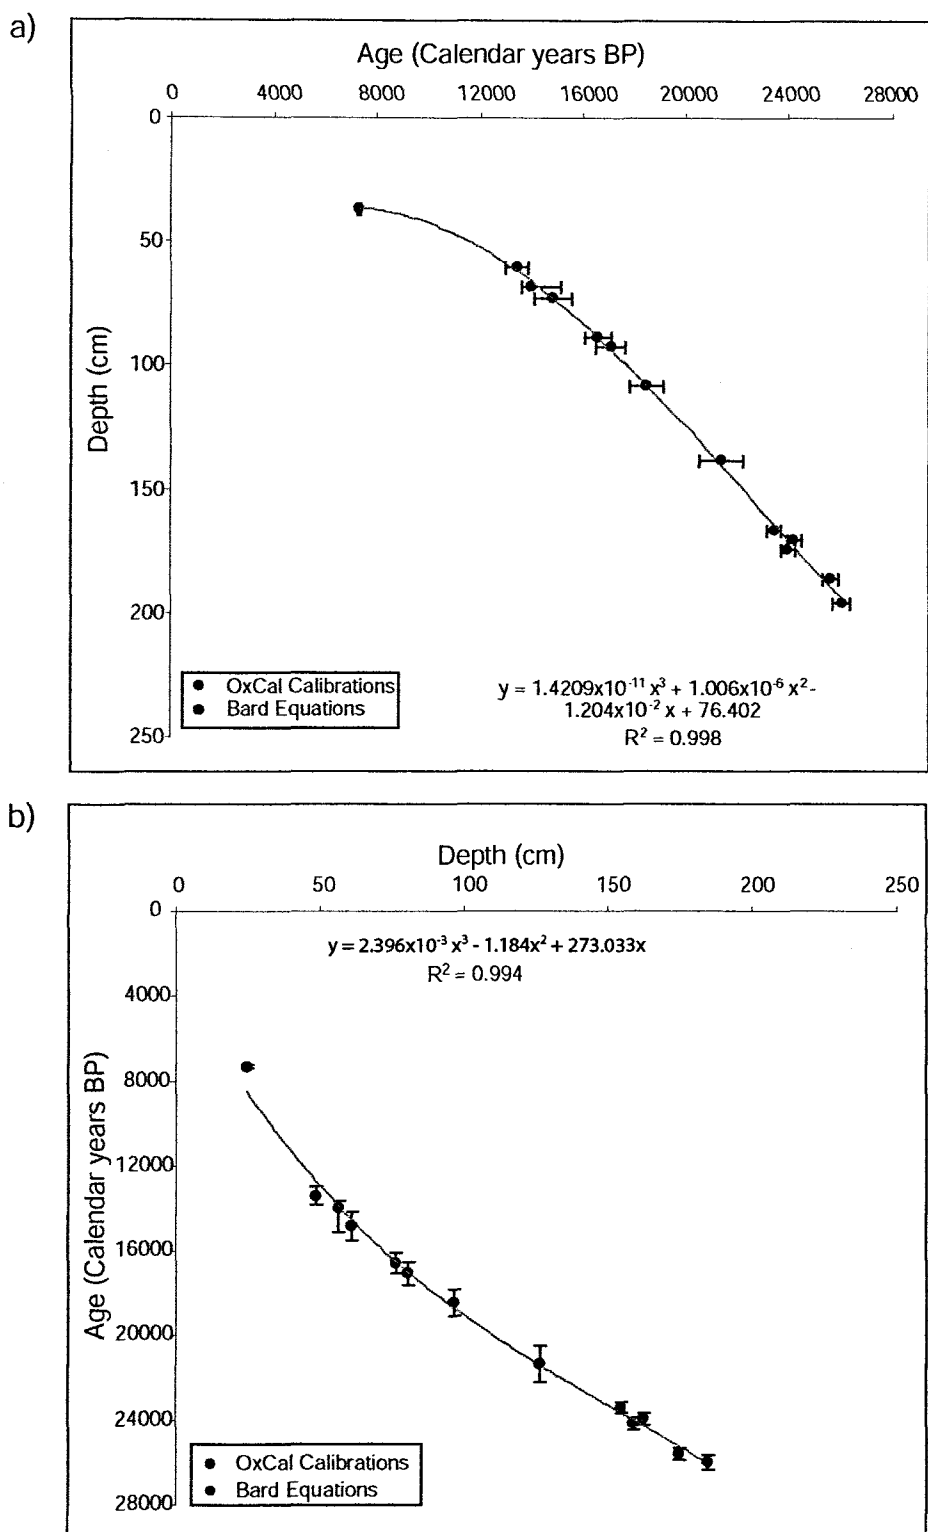 a)
Age (Calendar years BP)
0 4000 8000 12000 16000 20000 24000 28000
0
50
100
150
200
250
Depth (cm)
OxCal Calibrations
Bard Equations
y = 1.4209x10⁻¹¹ x³ + 1.006x10⁻⁶ x² -
1.204x10⁻² x + 76.402
R² = 0.998
b)
Depth (cm)
0 50 100 150 200 250
y = 2.396x10⁻³ x³ - 1.184x² + 273.033x
R² = 0.994
0
4000
8000
12000
16000
20000
24000
28000
Age (Calendar years BP)
OxCal Calibrations
Bard Equations